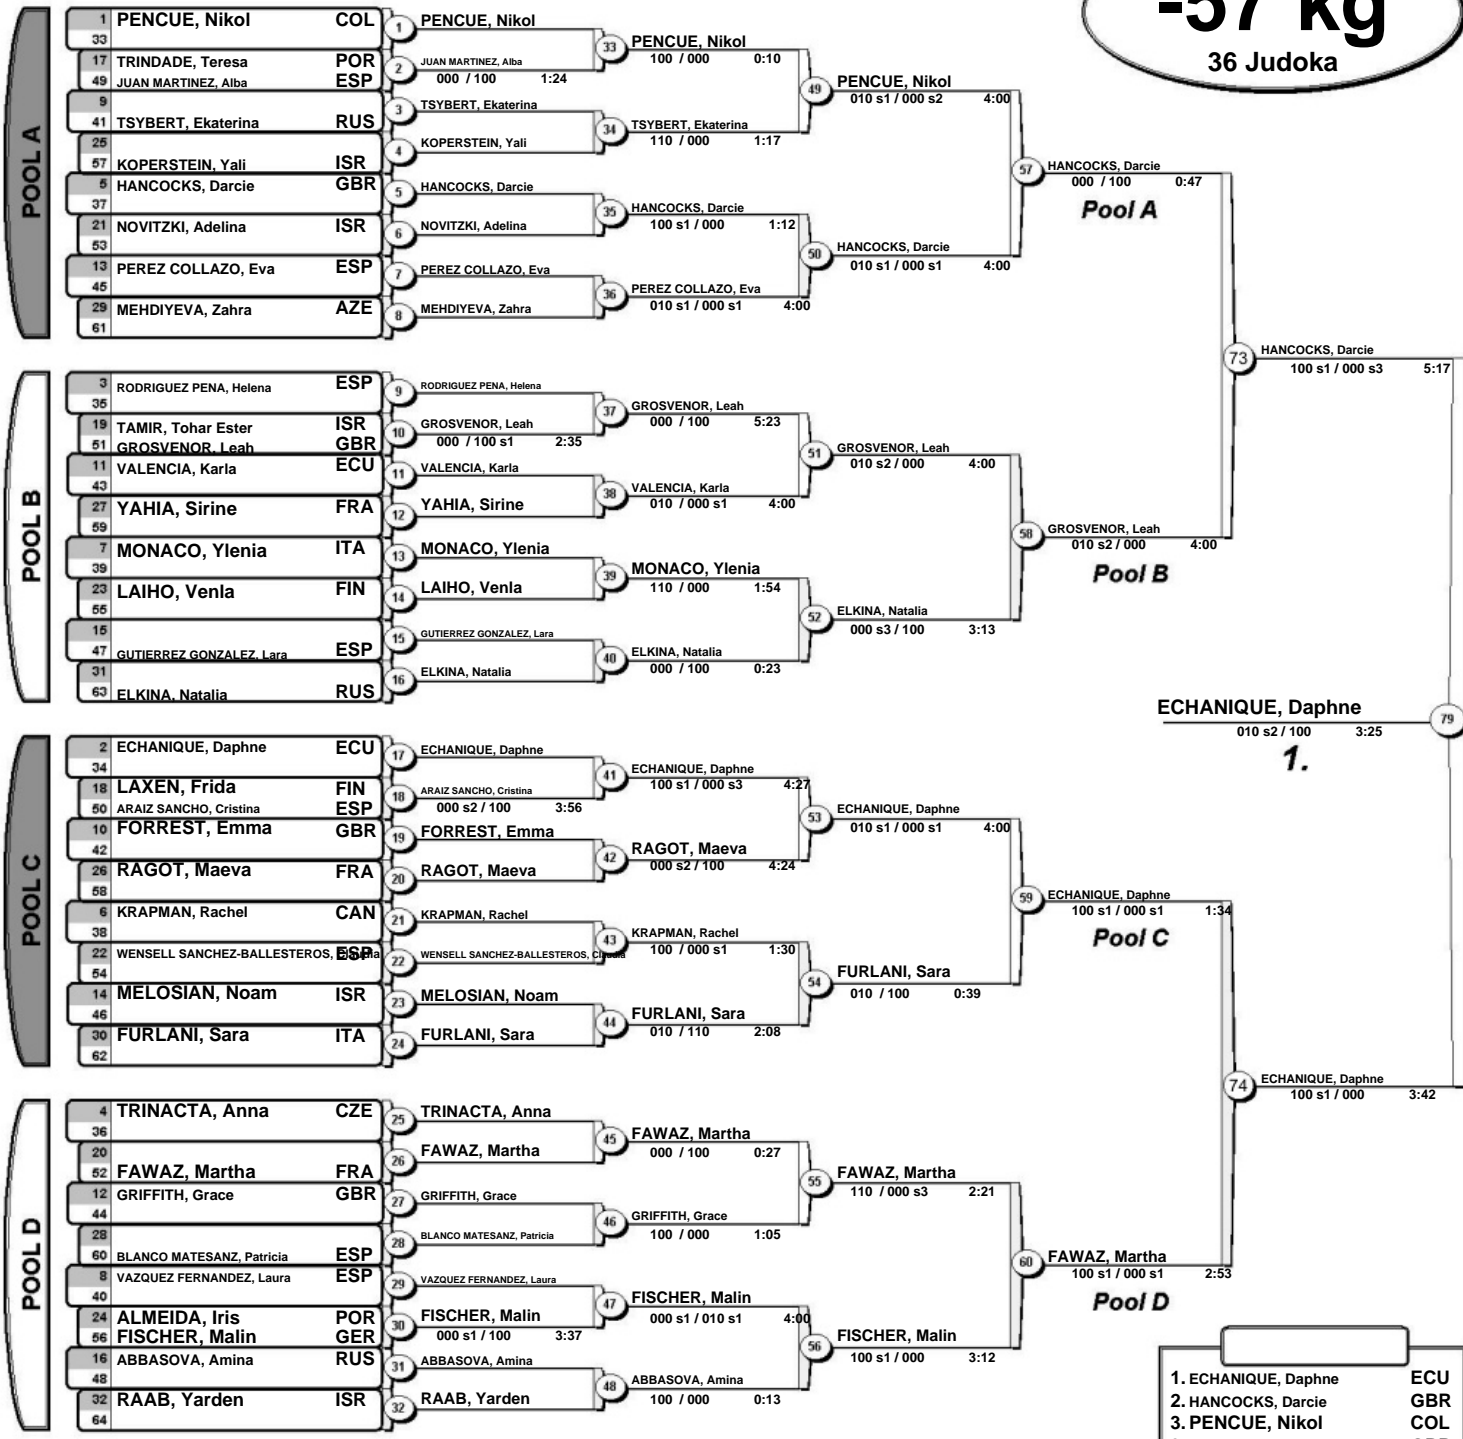 -57 kg
36 Judoka
POOL A
1 PENCUE, Nikol COL
33
17 TRINDADE, Teresa POR
49 JUAN MARTINEZ, Alba ESP
9
41 TSYBERT, Ekaterina RUS
25
57 KOPERSTEIN, Yali ISR
5 HANCOCKS, Darcie GBR
37
21 NOVITZKI, Adelina ISR
53
13 PEREZ COLLAZO, Eva ESP
45
29 MEHDIYEVA, Zahra AZE
61
1 PENCUE, Nikol
2 JUAN MARTINEZ, Alba
000 / 100 1:24
3 TSYBERT, Ekaterina
4 KOPERSTEIN, Yali
5 HANCOCKS, Darcie
6 NOVITZKI, Adelina
7 PEREZ COLLAZO, Eva
8 MEHDIYEVA, Zahra
33 PENCUE, Nikol
100 / 000 0:10
34 TSYBERT, Ekaterina
110 / 000 1:17
35 HANCOCKS, Darcie
100 s1 / 000 1:12
36 PEREZ COLLAZO, Eva
010 s1 / 000 s1 4:00
49 PENCUE, Nikol
010 s1 / 000 s2 4:00
50 HANCOCKS, Darcie
010 s1 / 000 s1 4:00
57 HANCOCKS, Darcie
000 / 100 0:47
Pool A
POOL B
3 RODRIGUEZ PENA, Helena ESP
35
19 TAMIR, Tohar Ester ISR
51 GROSVENOR, Leah GBR
11 VALENCIA, Karla ECU
43
27 YAHIA, Sirine FRA
59
7 MONACO, Ylenia ITA
39
23 LAIHO, Venla FIN
55
15
47 GUTIERREZ GONZALEZ, Lara ESP
31
63 ELKINA, Natalia RUS
9 RODRIGUEZ PENA, Helena
10 GROSVENOR, Leah
000 / 100 s1 2:35
11 VALENCIA, Karla
12 YAHIA, Sirine
13 MONACO, Ylenia
14 LAIHO, Venla
15 GUTIERREZ GONZALEZ, Lara
16 ELKINA, Natalia
37 GROSVENOR, Leah
000 / 100 5:23
38 VALENCIA, Karla
010 / 000 s1 4:00
39 MONACO, Ylenia
110 / 000 1:54
40 ELKINA, Natalia
000 / 100 0:23
51 GROSVENOR, Leah
010 s2 / 000 4:00
52 ELKINA, Natalia
000 s3 / 100 3:13
58 GROSVENOR, Leah
010 s2 / 000 4:00
Pool B
73 HANCOCKS, Darcie
100 s1 / 000 s3 5:17
ECHANIQUE, Daphne 79
010 s2 / 100 3:25
1.
POOL C
2 ECHANIQUE, Daphne ECU
34
18 LAXEN, Frida FIN
50 ARAIZ SANCHO, Cristina ESP
10 FORREST, Emma GBR
42
26 RAGOT, Maeva FRA
58
6 KRAPMAN, Rachel CAN
38
22 WENSELL SANCHEZ-BALLESTEROS, Claudia ESP
54
14 MELOSIAN, Noam ISR
46
30 FURLANI, Sara ITA
62
17 ECHANIQUE, Daphne
18 ARAIZ SANCHO, Cristina
000 s2 / 100 3:56
19 FORREST, Emma
20 RAGOT, Maeva
21 KRAPMAN, Rachel
22 WENSELL SANCHEZ-BALLESTEROS, Claudia
23 MELOSIAN, Noam
24 FURLANI, Sara
41 ECHANIQUE, Daphne
100 s1 / 000 s3 4:27
42 RAGOT, Maeva
000 s2 / 100 4:24
43 KRAPMAN, Rachel
100 / 000 s1 1:30
44 FURLANI, Sara
010 / 110 2:08
53 ECHANIQUE, Daphne
010 s1 / 000 s1 4:00
54 FURLANI, Sara
010 / 100 0:39
59 ECHANIQUE, Daphne
100 s1 / 000 s1 1:34
Pool C
74 ECHANIQUE, Daphne
100 s1 / 000 3:42
POOL D
4 TRINACTA, Anna CZE
36
20
52 FAWAZ, Martha FRA
12 GRIFFITH, Grace GBR
44
28
60 BLANCO MATESANZ, Patricia ESP
8 VAZQUEZ FERNANDEZ, Laura ESP
40
24 ALMEIDA, Iris POR
56 FISCHER, Malin GER
16 ABBASOVA, Amina RUS
48
32 RAAB, Yarden ISR
64
25 TRINACTA, Anna
26 FAWAZ, Martha
27 GRIFFITH, Grace
28 BLANCO MATESANZ, Patricia
29 VAZQUEZ FERNANDEZ, Laura
30 FISCHER, Malin
000 s1 / 100 3:37
31 ABBASOVA, Amina
32 RAAB, Yarden
45 FAWAZ, Martha
000 / 100 0:27
46 GRIFFITH, Grace
100 / 000 1:05
47 FISCHER, Malin
000 s1 / 010 s1 4:00
48 ABBASOVA, Amina
100 / 000 0:13
55 FAWAZ, Martha
110 / 000 s3 2:21
56 FISCHER, Malin
100 s1 / 000 3:12
60 FAWAZ, Martha
100 s1 / 000 s1 2:53
Pool D
1. ECHANIQUE, Daphne ECU
2. HANCOCKS, Darcie GBR
3. PENCUE, Nikol COL